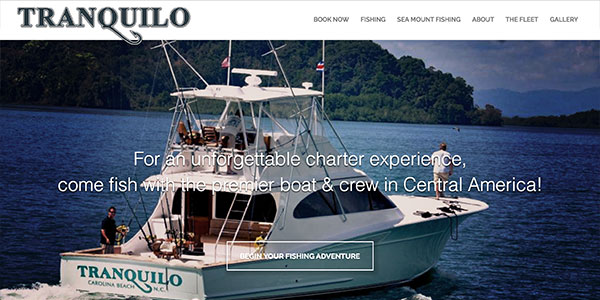 TRANQUILO
BOOK NOW FISHING SEA MOUNT FISHING ABOUT THE FLEET GALLERY
For an unforgettable charter experience,
come fish with the premier boat & crew in Central America!
BEGIN YOUR FISHING ADVENTURE
TRANQUILO
CAROLINA BEACH N.C.